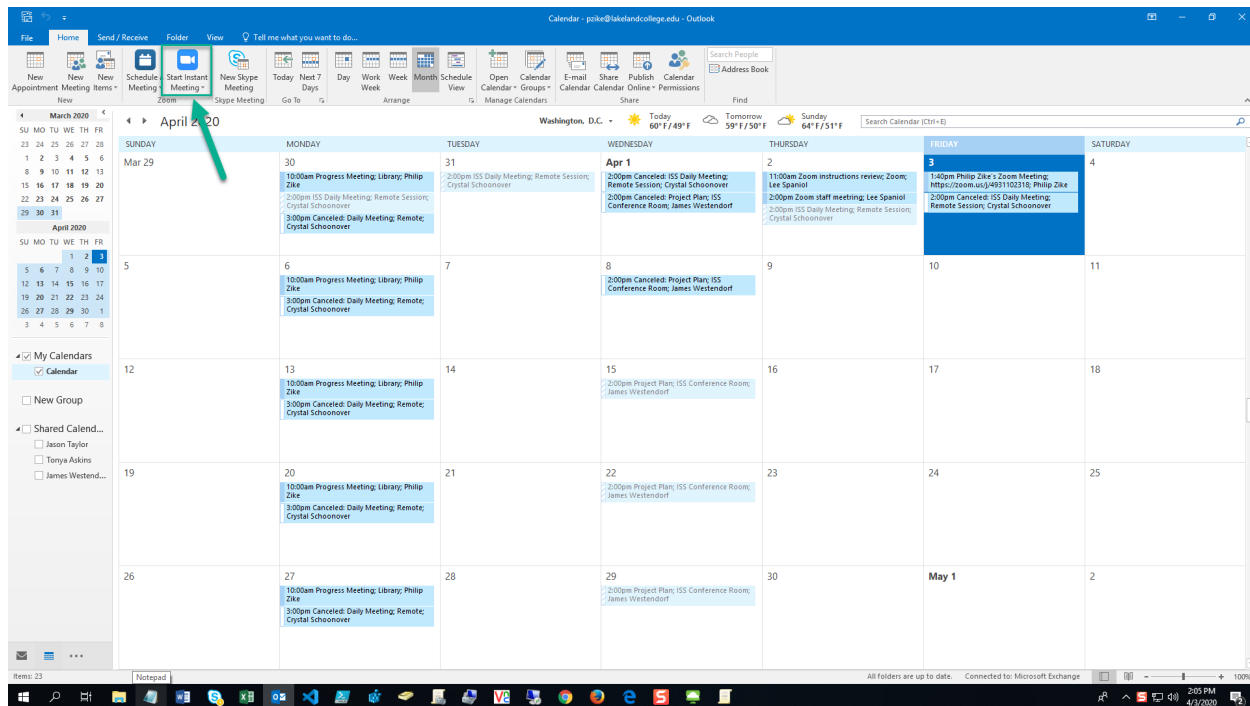 Calendar - pzike@lakelandcollege.edu - Outlook
File Home Send / Receive Folder View Tell me what you want to do...
New Appointment
New Meeting
New Items
New
Schedule a Meeting
Start Instant Meeting
Zoom
New Skype Meeting
Skype Meeting
Today
Next 7 Days
Go To
Day
Work Week
Week
Month
Schedule View
Arrange
Open Calendar
Calendar Groups
Manage Calendars
E-mail Calendar
Share Calendar
Publish Online
Calendar Permissions
Share
Search People
Address Book
Find
March 2020
SU MO TU WE TH FR
23 24 25 26 27 28
1 2 3 4 5 6
8 9 10 11 12 13
15 16 17 18 19 20
22 23 24 25 26 27
29 30 31
April 2020
SU MO TU WE TH FR
1 2 3
5 6 7 8 9 10
12 13 14 15 16 17
19 20 21 22 23 24
26 27 28 29 30 1
3 4 5 6 7 8
My Calendars
Calendar
New Group
Shared Calend...
Jason Taylor
Tonya Askins
James Westend...
April 2020
Washington, D.C.
Today
60°F/49°F
Tomorrow
59°F/50°F
Sunday
64°F/51°F
Search Calendar (Ctrl+E)
SUNDAY MONDAY TUESDAY WEDNESDAY THURSDAY FRIDAY SATURDAY
Mar 29
30
10:00am Progress Meeting; Library; Philip
Zike
2:00pm ISS Daily Meeting; Remote Session;
Crystal Schoonover
3:00pm Canceled: Daily Meeting; Remote;
Crystal Schoonover
31
2:00pm ISS Daily Meeting; Remote Session;
Crystal Schoonover
Apr 1
2:00pm Canceled: ISS Daily Meeting;
Remote Session; Crystal Schoonover
2:00pm Canceled: Project Plan; ISS
Conference Room; James Westendorf
2
11:00am Zoom instructions review; Zoom;
Lee Spaniol
2:00pm Zoom staff meetring; Lee Spaniol
2:00pm ISS Daily Meeting; Remote Session;
Crystal Schoonover
3
1:40pm Philip Zike's Zoom Meeting;
https://zoom.us/j/4931102318; Philip Zike
2:00pm Canceled: ISS Daily Meeting;
Remote Session; Crystal Schoonover
4
5
6
10:00am Progress Meeting; Library; Philip
Zike
3:00pm Canceled: Daily Meeting; Remote;
Crystal Schoonover
7
8
2:00pm Canceled: Project Plan; ISS
Conference Room; James Westendorf
9
10
11
12
13
10:00am Progress Meeting; Library; Philip
Zike
3:00pm Canceled: Daily Meeting; Remote;
Crystal Schoonover
14
15
2:00pm Project Plan; ISS Conference Room;
James Westendorf
16
17
18
19
20
10:00am Progress Meeting; Library; Philip
Zike
3:00pm Canceled: Daily Meeting; Remote;
Crystal Schoonover
21
22
2:00pm Project Plan; ISS Conference Room;
James Westendorf
23
24
25
26
27
10:00am Progress Meeting; Library; Philip
Zike
3:00pm Canceled: Daily Meeting; Remote;
Crystal Schoonover
28
29
2:00pm Project Plan; ISS Conference Room;
James Westendorf
30
May 1
2
Items: 23
Notepad
All folders are up to date. Connected to: Microsoft Exchange
100%
2:05 PM
4/3/2020